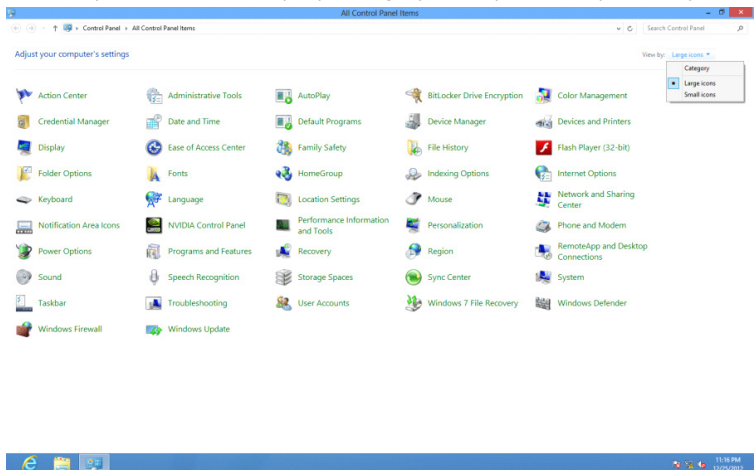 All Control Panel Items
Control Panel ▸ All Control Panel Items
Search Control Panel
Adjust your computer's settings
View by: Large icons
Category
Large icons
Small icons
Action Center
Administrative Tools
AutoPlay
BitLocker Drive Encryption
Color Management
Credential Manager
Date and Time
Default Programs
Device Manager
Devices and Printers
Display
Ease of Access Center
Family Safety
File History
Flash Player (32-bit)
Folder Options
Fonts
HomeGroup
Indexing Options
Internet Options
Keyboard
Language
Location Settings
Mouse
Network and Sharing
Center
Notification Area Icons
NVIDIA Control Panel
Performance Information
and Tools
Personalization
Phone and Modem
Power Options
Programs and Features
Recovery
Region
RemoteApp and Desktop
Connections
Sound
Speech Recognition
Storage Spaces
Sync Center
System
Taskbar
Troubleshooting
User Accounts
Windows 7 File Recovery
Windows Defender
Windows Firewall
Windows Update
11:16 PM
12/25/2012